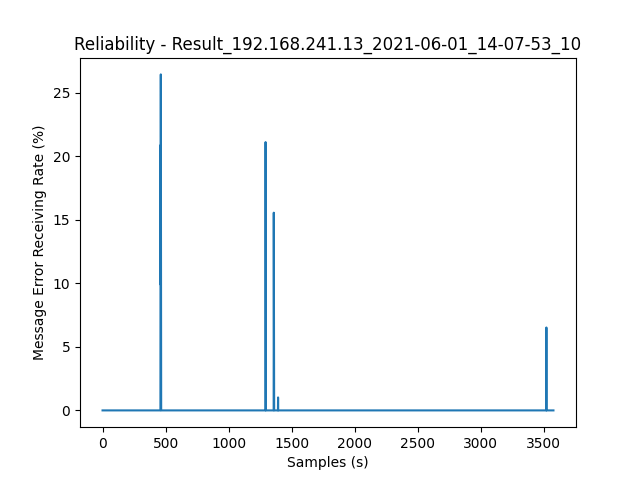 Reliability - Result_192.168.241.13_2021-06-01_14-07-53_10
Message Error Receiving Rate (%)
25
20
15
10
5
0
0 500 1000 1500 2000 2500 3000 3500
Samples (s)